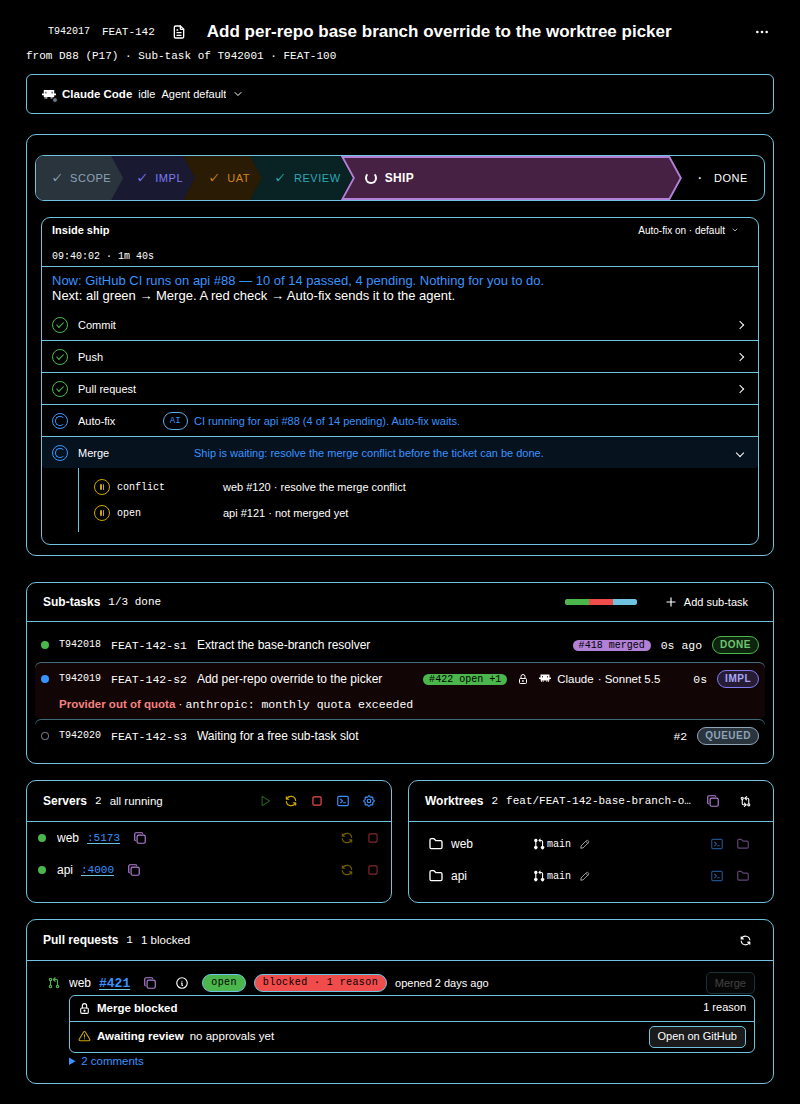 T942017 FEAT-142 Add per-repo base branch override to the worktree picker
from D88 (P17) · Sub-task of T942001 · FEAT-100
Claude Code idle Agent default
SCOPE IMPL UAT REVIEW SHIP · DONE
Inside ship Auto-fix on · default
09:40:02 · 1m 40s
Now: GitHub CI runs on api #88 — 10 of 14 passed, 4 pending. Nothing for you to do.
Next: all green → Merge. A red check → Auto-fix sends it to the agent.
Commit
Push
Pull request
Auto-fix AI CI running for api #88 (4 of 14 pending). Auto-fix waits.
Merge Ship is waiting: resolve the merge conflict before the ticket can be done.
conflict web #120 · resolve the merge conflict
open api #121 · not merged yet
Sub-tasks 1/3 done Add sub-task
T942018 FEAT-142-s1 Extract the base-branch resolver #418 merged 0s ago DONE
T942019 FEAT-142-s2 Add per-repo override to the picker #422 open +1 Claude · Sonnet 5.5 0s IMPL
Provider out of quota · anthropic: monthly quota exceeded
T942020 FEAT-142-s3 Waiting for a free sub-task slot #2 QUEUED
Servers 2 all running
web :5173
api :4000
Worktrees 2 feat/FEAT-142-base-branch-o…
web main
api main
Pull requests 1 1 blocked
web #421 open blocked · 1 reason opened 2 days ago Merge
Merge blocked 1 reason
Awaiting review no approvals yet Open on GitHub
2 comments